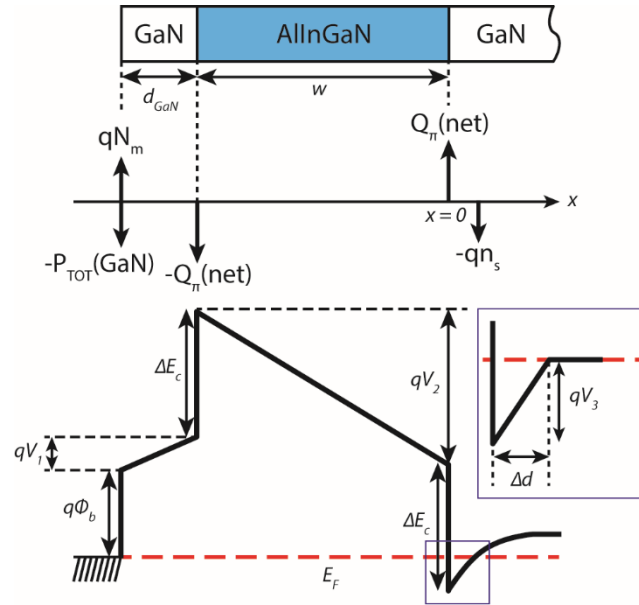 GaN AlInGaN GaN
d_GaN w
qN_m Q_π(net)
x=0 x
-P_TOT(GaN) -Q_π(net) -qn_s
ΔE_c qV_2 qV_3
qV_1 Δd
qΦ_b ΔE_c
E_F